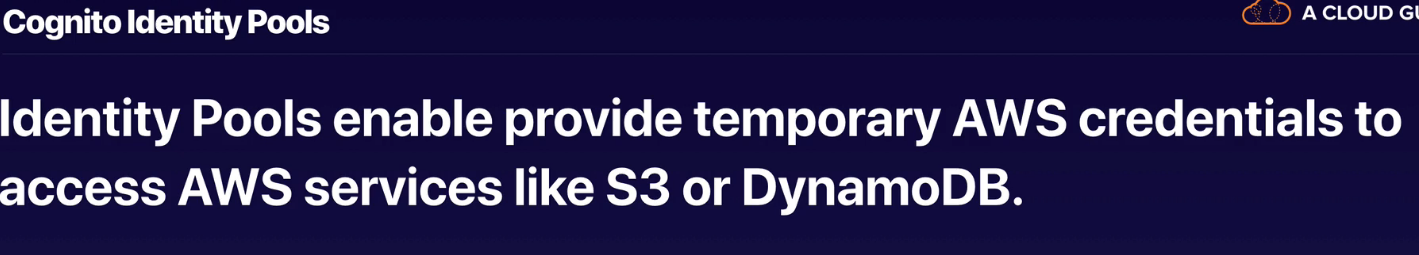 Cognito Identity Pools
A CLOUD
Identity Pools enable provide temporary AWS credentials to
access AWS services like S3 or DynamoDB.